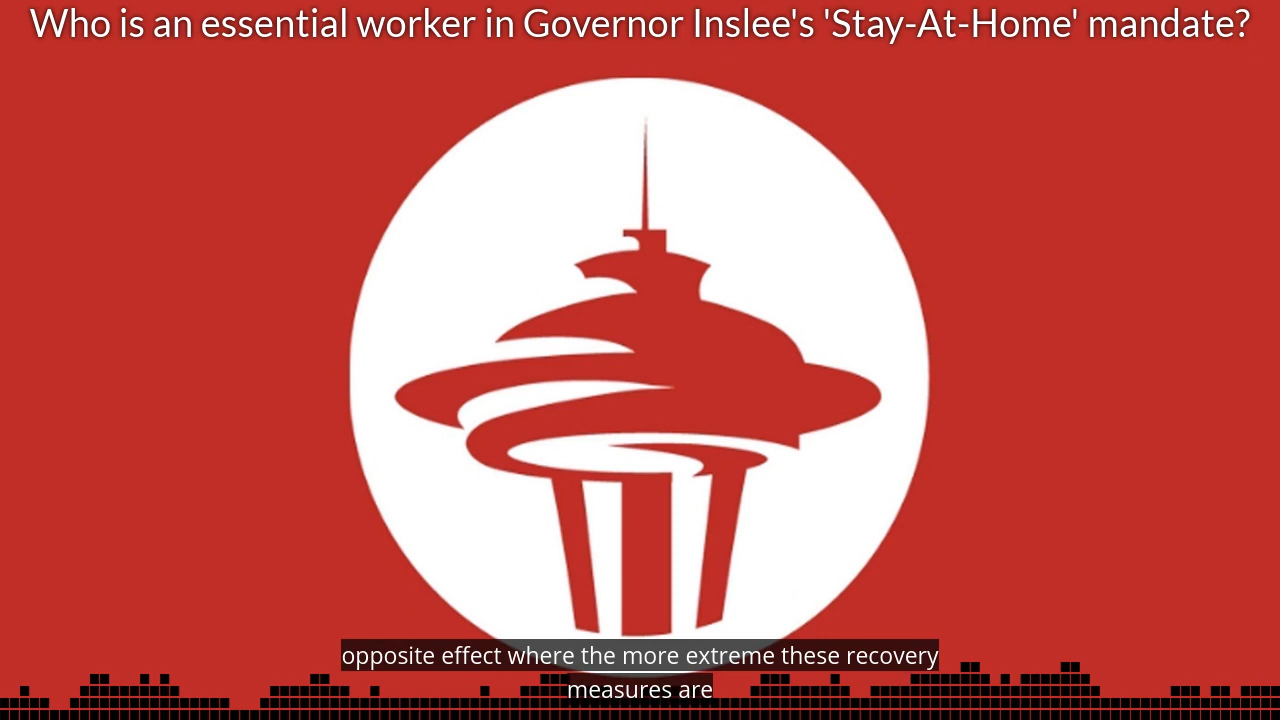 Who is an essential worker in Governor Inslee's 'Stay-At-Home' mandate?
opposite effect where the more extreme these recovery
measures are